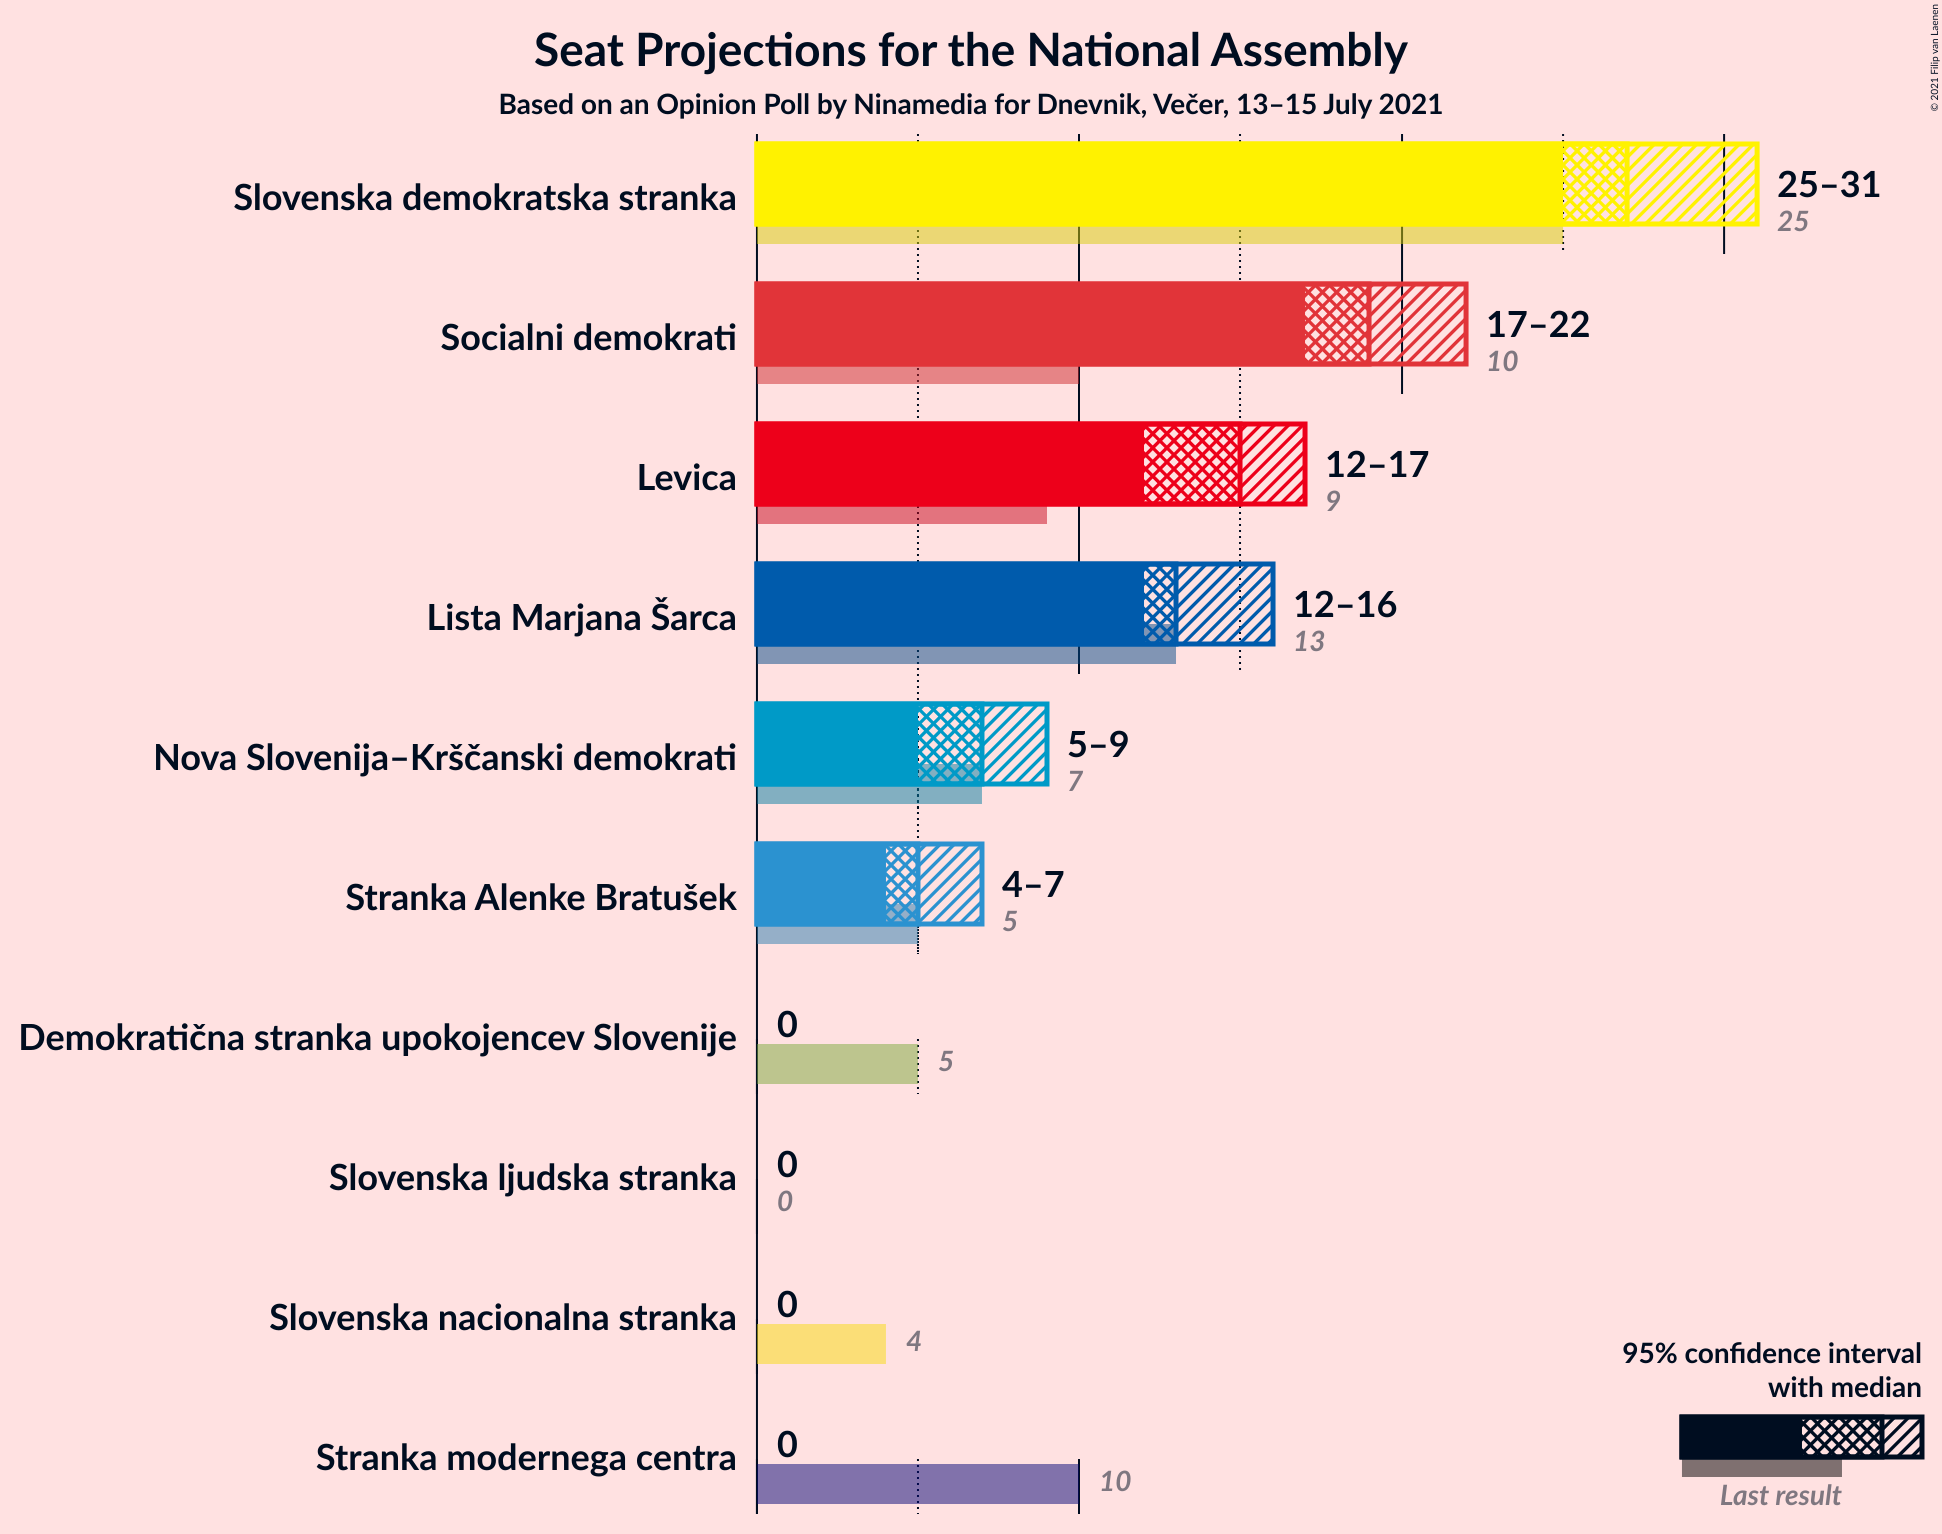 Seat Projections for the National Assembly
Based on an Opinion Poll by Ninamedia for Dnevnik, Večer, 13–15 July 2021
© 2021 Filip van Laenen
Slovenska demokratska stranka
25–31
25
Socialni demokrati
17–22
10
Levica
12–17
9
Lista Marjana Šarca
12–16
13
Nova Slovenija–Krščanski demokrati
5–9
7
Stranka Alenke Bratušek
4–7
5
Demokratična stranka upokojencev Slovenije
0
5
Slovenska ljudska stranka
0
0
Slovenska nacionalna stranka
0
4
Stranka modernega centra
0
10
95% confidence interval
with median
Last result